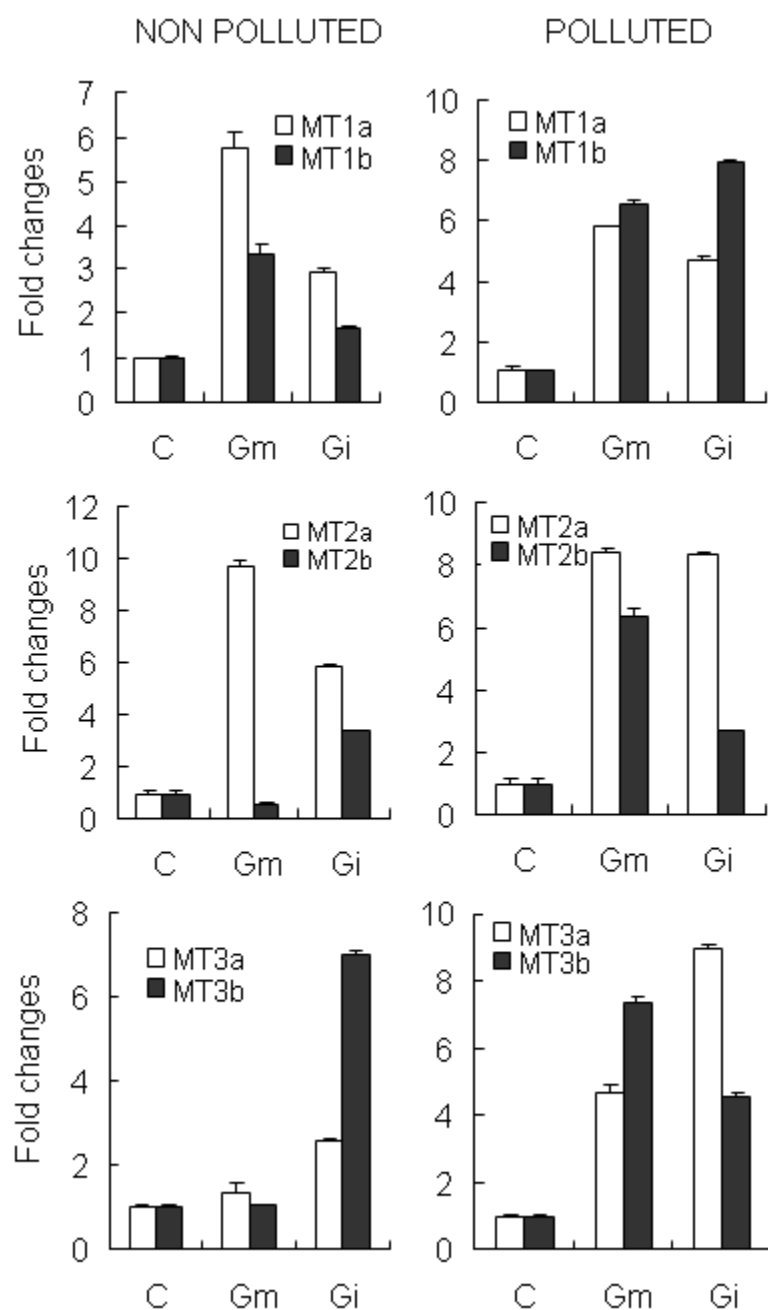 NON POLLUTED
POLLUTED
Fold changes
7
6
5
4
3
2
1
0
MT1a
MT1b
C Gm Gi
10
8
6
4
2
0
MT1a
MT1b
C Gm Gi
Fold changes
12
10
8
6
4
2
0
MT2a
MT2b
C Gm Gi
10
8
6
4
2
0
MT2a
MT2b
C Gm Gi
Fold changes
8
6
4
2
0
MT3a
MT3b
C Gm Gi
10
8
6
4
2
0
MT3a
MT3b
C Gm Gi